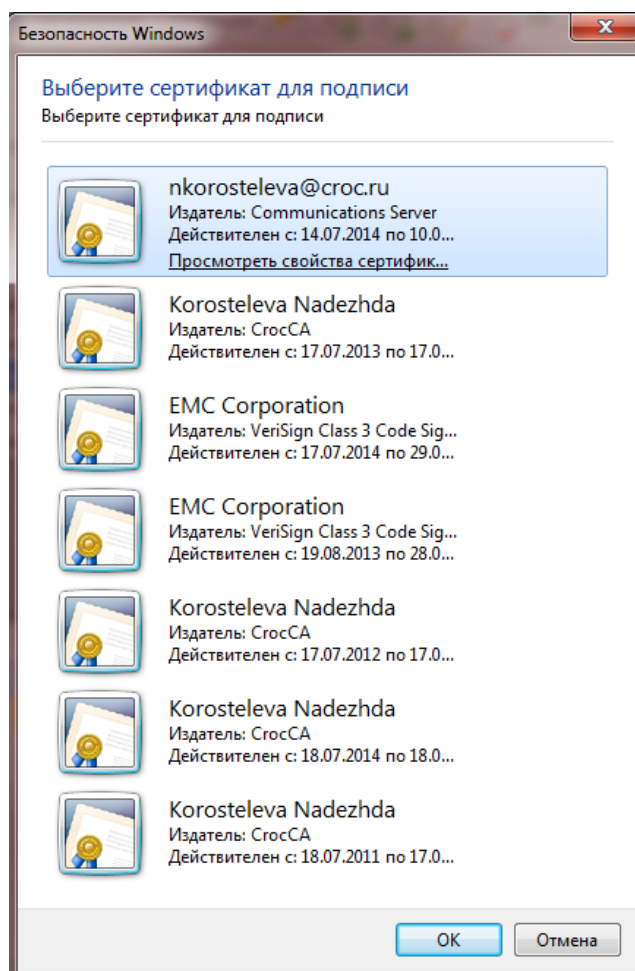 Безопасность Windows
Выберите сертификат для подписи
Выберите сертификат для подписи
nkorosteleva@croc.ru
Издатель: Communications Server
Действителен с: 14.07.2014 по 10.0...
Просмотреть свойства сертифик...
Korosteleva Nadezhda
Издатель: CrocCA
Действителен с: 17.07.2013 по 17.0...
EMC Corporation
Издатель: VeriSign Class 3 Code Sig...
Действителен с: 17.07.2014 по 29.0...
EMC Corporation
Издатель: VeriSign Class 3 Code Sig...
Действителен с: 19.08.2013 по 28.0...
Korosteleva Nadezhda
Издатель: CrocCA
Действителен с: 17.07.2012 по 17.0...
Korosteleva Nadezhda
Издатель: CrocCA
Действителен с: 18.07.2014 по 18.0...
Korosteleva Nadezhda
Издатель: CrocCA
Действителен с: 18.07.2011 по 17.0...
OK Отмена